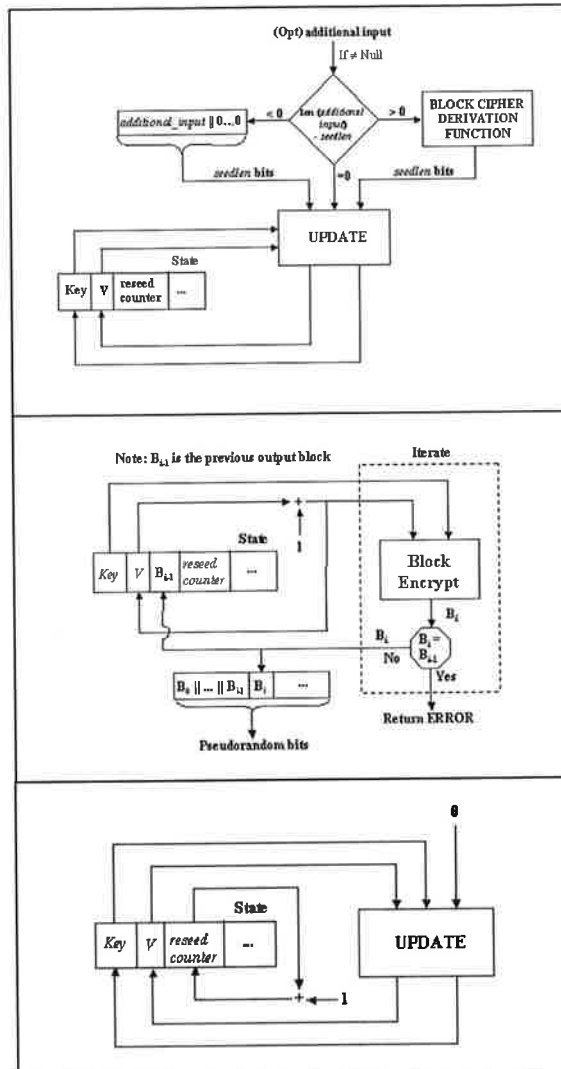 (Opt) additional input
If ≠ Null
len (additional
input)
- seedlen
< 0
> 0
=0
additional_input || 0...0
BLOCK CIPHER
DERIVATION
FUNCTION
seedlen bits
seedlen bits
UPDATE
State
Key V reseed
counter ...
Note: Bi-1 is the previous output block
Iterate
+
1
State
Key V Bi-1 reseed
counter ...
Block
Encrypt
Bi
Bi =
Bi-1
Bi
No
Yes
B0 || ... || Bi-1 Bi ...
Return ERROR
Pseudorandom bits
0
State
Key V reseed
counter ...
UPDATE
+ 1